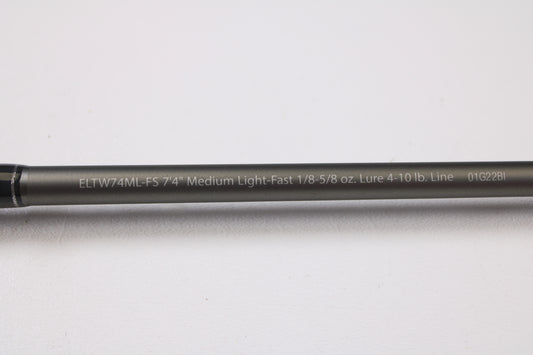 ELTW74ML-FS 7'4" Medium Light-Fast 1/8-5/8 oz. Lure 4-10 lb. Line 01G22BI